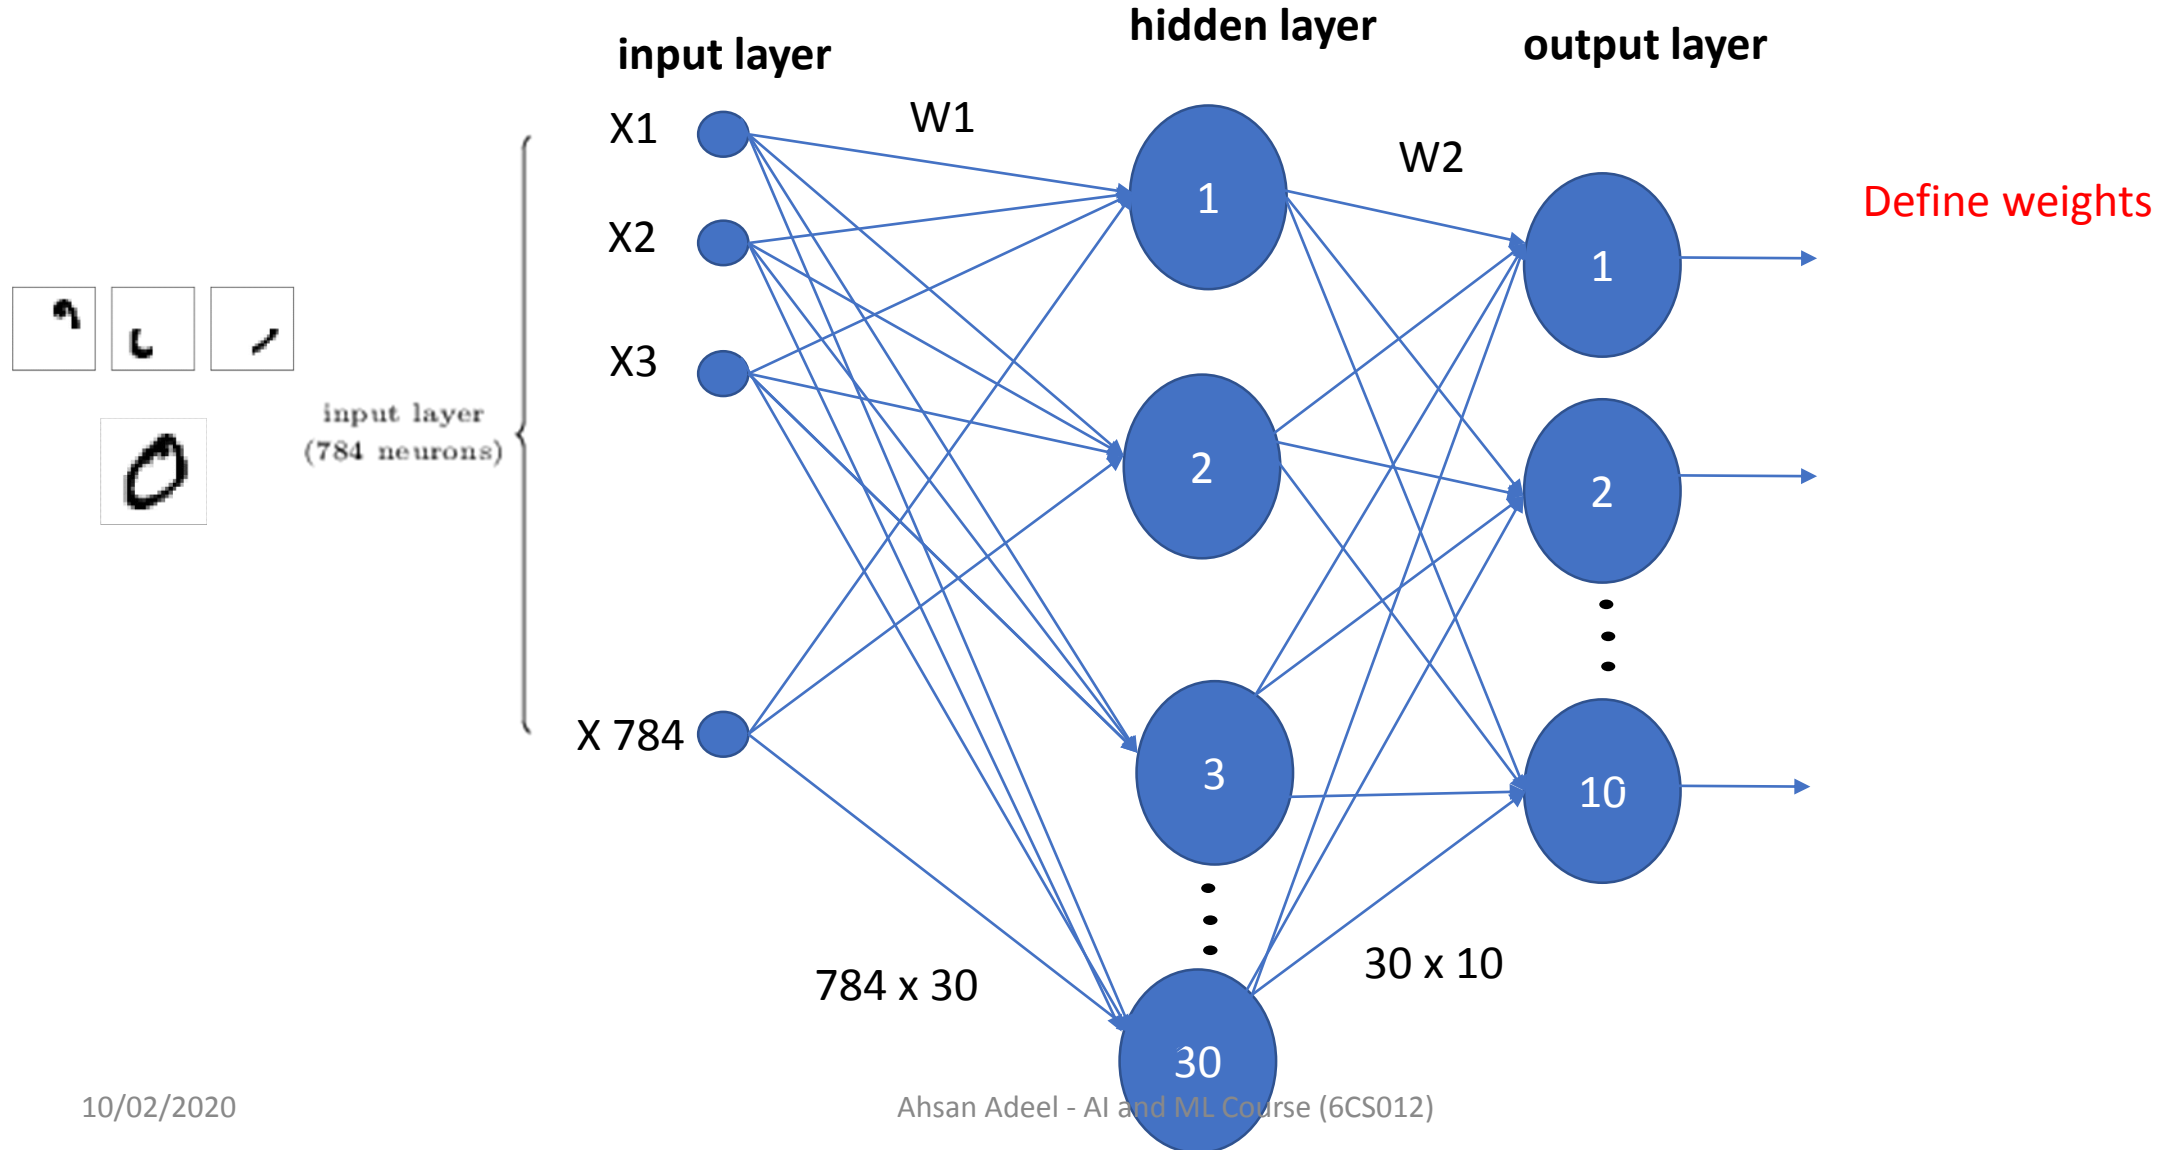 input layer
hidden layer
output layer
X1
W1
W2
X2
X3
input layer
(784 neurons)
X 784
1
2
3
30
1
2
10
Define weights
784 x 30
30 x 10
10/02/2020
Ahsan Adeel - AI and ML Course (6CS012)